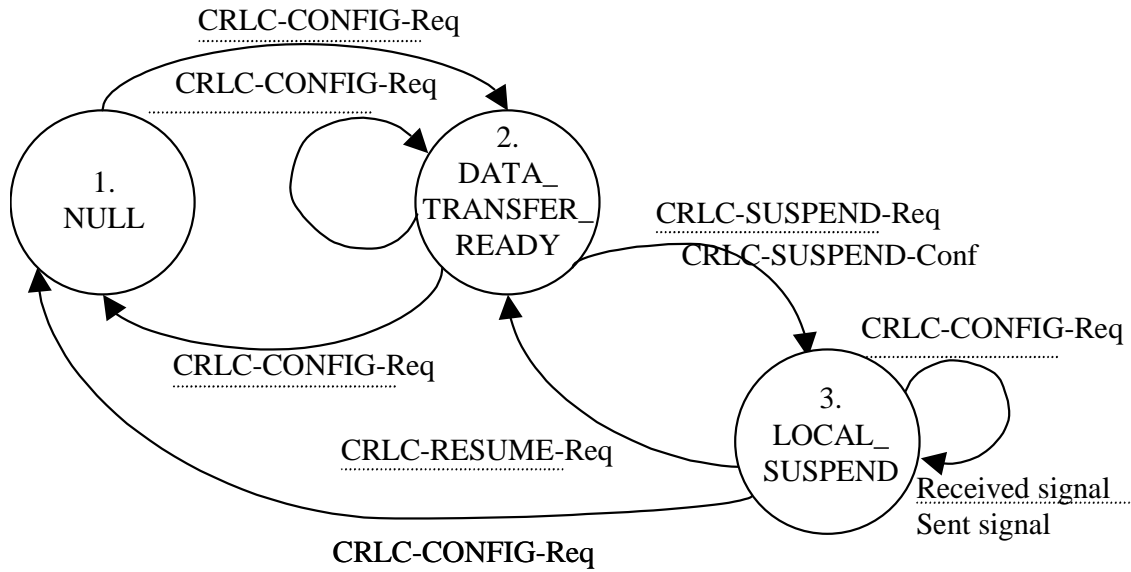 CRLC-CONFIG-Req
CRLC-CONFIG-Req
1.
NULL
2.
DATA_
TRANSFER_
READY
CRLC-SUSPEND-Req
CRLC-SUSPEND-Conf
CRLC-CONFIG-Req
CRLC-CONFIG-Req
3.
LOCAL_
SUSPEND
CRLC-RESUME-Req
Received signal
Sent signal
CRLC-CONFIG-Req